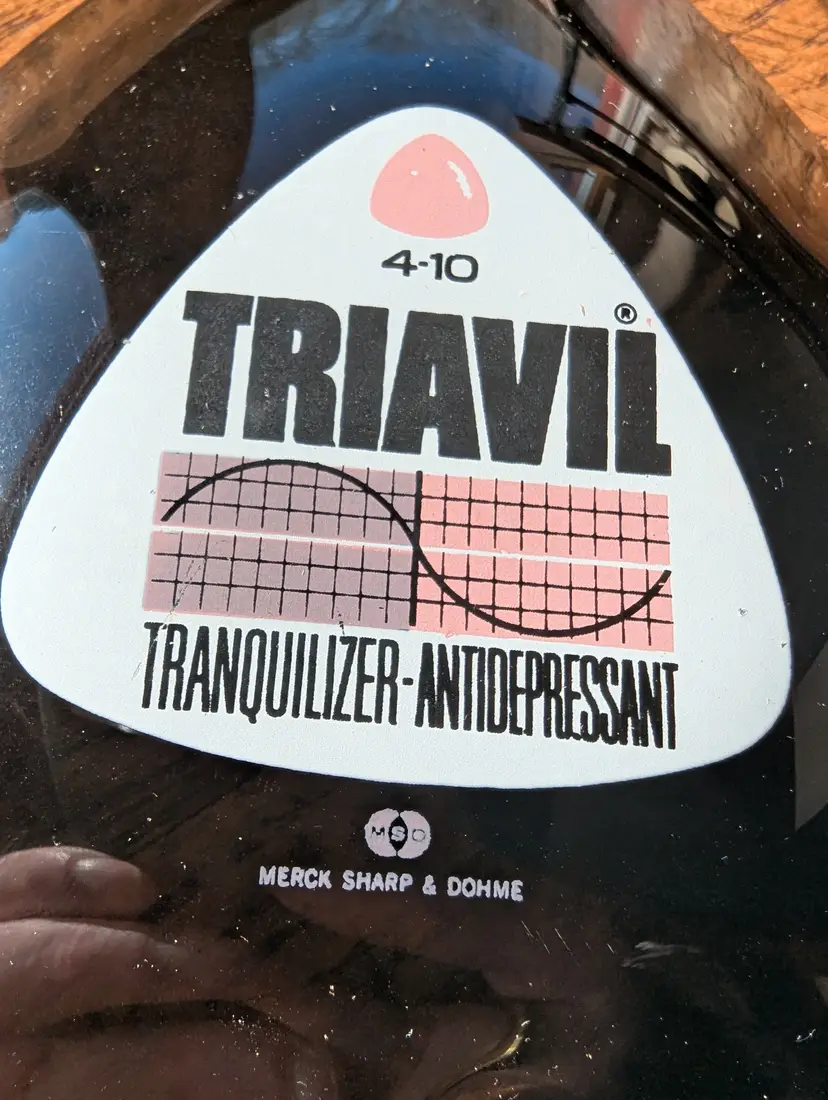 4-10
TRIAVIL®
TRANQUILIZER-ANTIDEPRESSANT
MSD
MERCK SHARP & DOHME